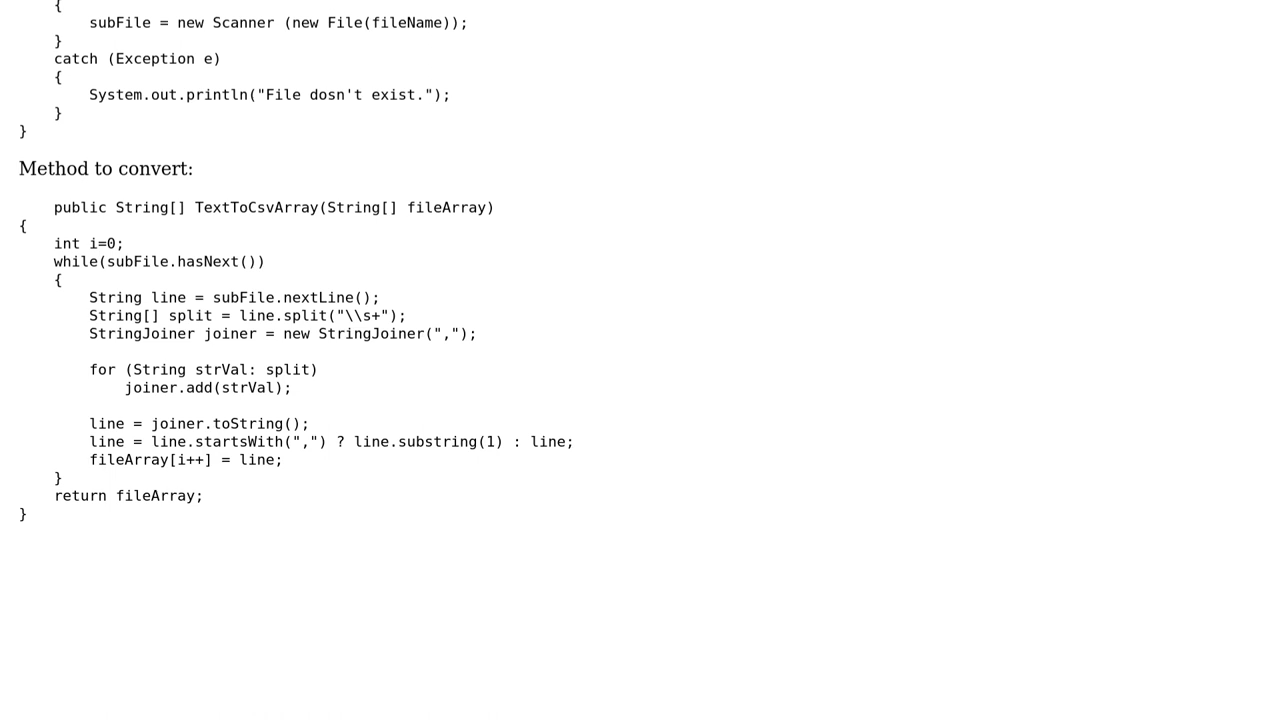 {
        subFile = new Scanner (new File(fileName));
    }
    catch (Exception e)
    {
        System.out.println("File dosn't exist.");
    }
}
Method to convert:
    public String[] TextToCsvArray(String[] fileArray)
{
    int i=0;
    while(subFile.hasNext())
    {
        String line = subFile.nextLine();
        String[] split = line.split("\\s+");
        StringJoiner joiner = new StringJoiner(",");

        for (String strVal: split)
            joiner.add(strVal);

        line = joiner.toString();
        line = line.startsWith(",") ? line.substring(1) : line;
        fileArray[i++] = line;
    }
    return fileArray;
}